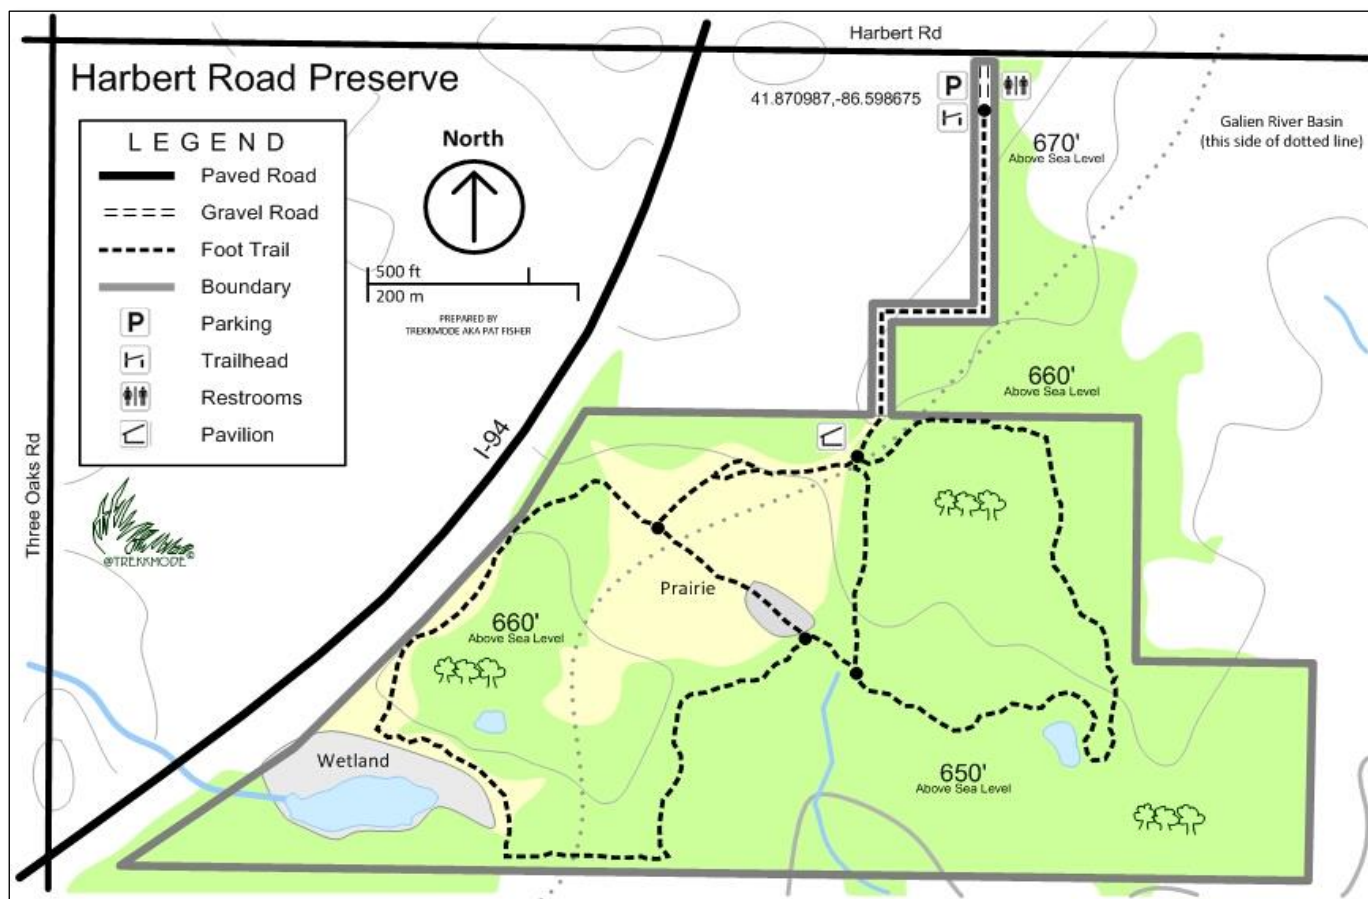 Harbert Rd
Harbert Road Preserve
41.870987,-86.598675
P
Galien River Basin
(this side of dotted line)
LEGEND
Paved Road
Gravel Road
Foot Trail
Boundary
P Parking
Trailhead
Restrooms
Pavilion
North
500 ft
200 m
PREPARED BY
TREKKMODE AKA PAT FISHER
670'
Above Sea Level
660'
Above Sea Level
I-94
Three Oaks Rd
@TREKKMODE
Prairie
660'
Above Sea Level
Wetland
650'
Above Sea Level